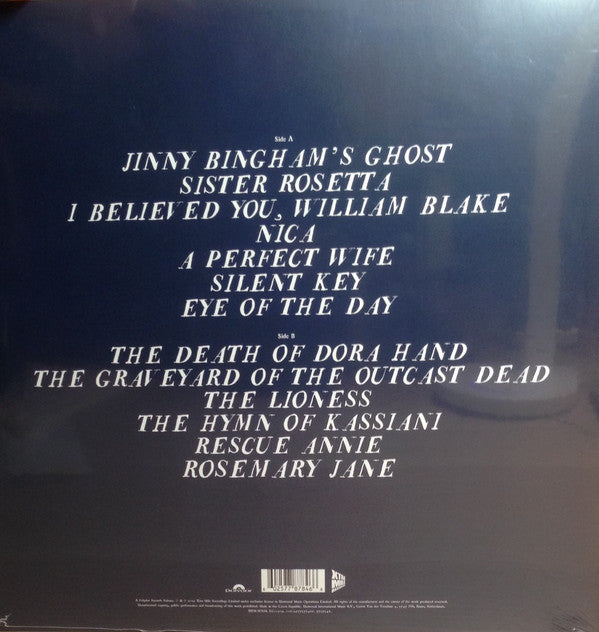 Side A
JINNY BINGHAM'S GHOST
SISTER ROSETTA
I BELIEVED YOU, WILLIAM BLAKE
NICA
A PERFECT WIFE
SILENT KEY
EYE OF THE DAY
Side B
THE DEATH OF DORA HAND
THE GRAVEYARD OF THE OUTCAST DEAD
THE LIONESS
THE HYMN OF KASSIANI
RESCUE ANNIE
ROSEMARY JANE